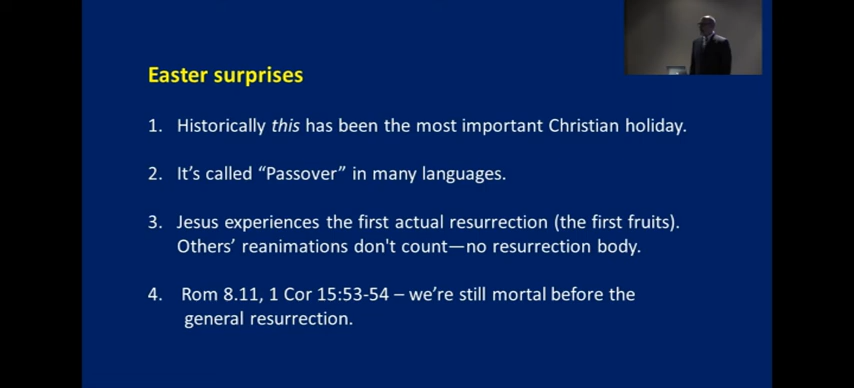 Easter surprises
1. Historically this has been the most important Christian holiday.
2. It’s called “Passover” in many languages.
3. Jesus experiences the first actual resurrection (the first fruits).
Others’ reanimations don't count—no resurrection body.
4. Rom 8.11, 1 Cor 15:53-54 – we’re still mortal before the
general resurrection.